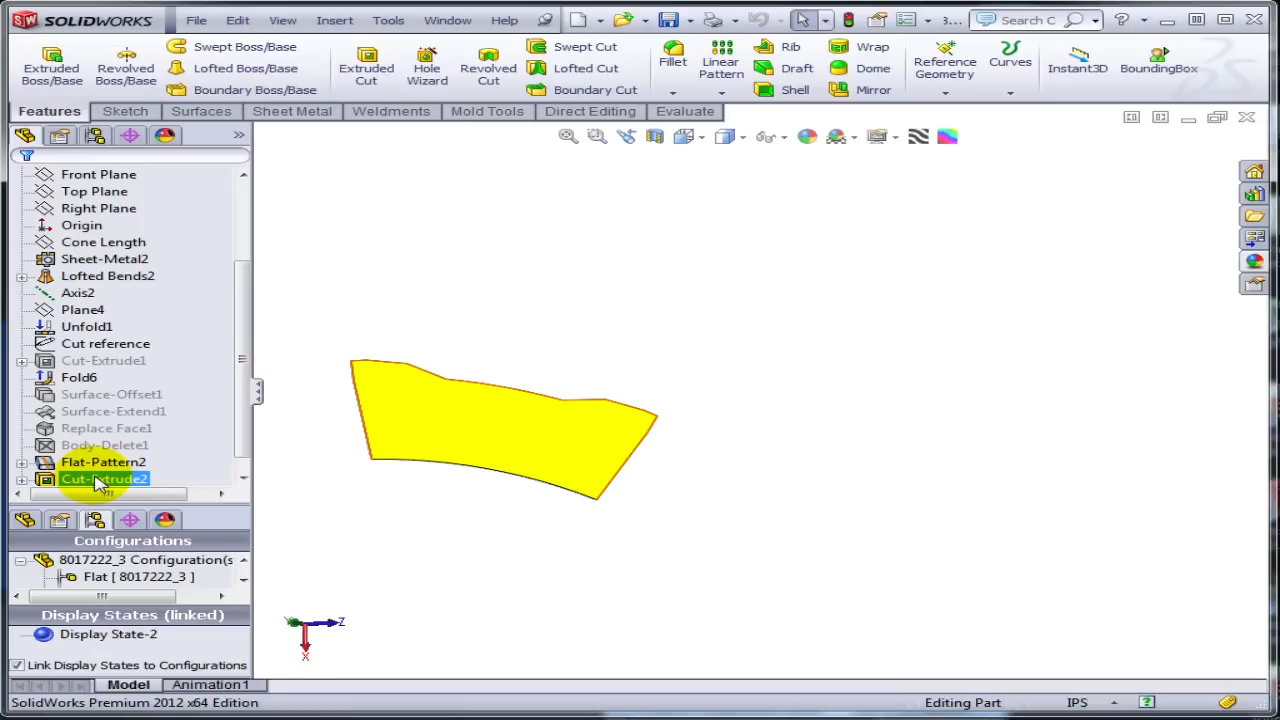 SW SOLIDWORKS File Edit View Insert Tools Window Help 3... Search C
Extruded Boss/Base
Revolved Boss/Base
Swept Boss/Base
Lofted Boss/Base
Boundary Boss/Base
Extruded Cut
Hole Wizard
Revolved Cut
Swept Cut
Lofted Cut
Boundary Cut
Fillet
Linear Pattern
Rib
Draft
Shell
Wrap
Dome
Mirror
Reference Geometry
Curves
Instant3D
BoundingBox
Features Sketch Surfaces Sheet Metal Weldments Mold Tools Direct Editing Evaluate
Front Plane
Top Plane
Right Plane
Origin
Cone Length
Sheet-Metal2
Lofted Bends2
Axis2
Plane4
Unfold1
Cut reference
Cut-Extrude1
Fold6
Surface-Offset1
Surface-Extend1
Replace Face1
Body-Delete1
Flat-Pattern2
Cut-Extrude2
Configurations
8017222_3 Configuration(s
Flat [ 8017222_3 ]
Display States (linked)
Display State-2
Link Display States to Configurations
Y Z
X
Model Animation1
SolidWorks Premium 2012 x64 Edition Editing Part IPS